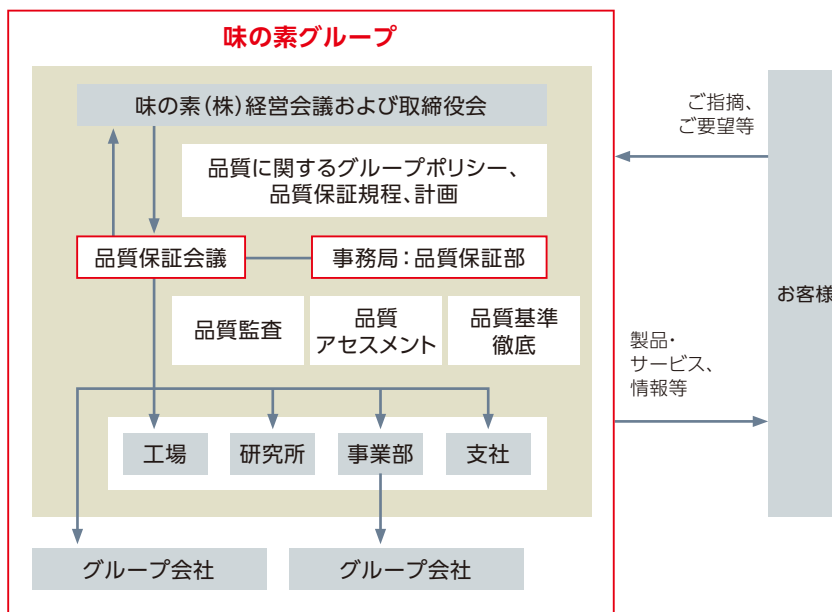 味の素グループ
味の素(株)経営会議および取締役会
ご指摘、
ご要望等
品質に関するグループポリシー、
品質保証規程、計画
品質保証会議
事務局：品質保証部
お客様
品質監査
品質
アセスメント
品質基準
徹底
製品・
サービス、
情報等
工場
研究所
事業部
支社
グループ会社
グループ会社